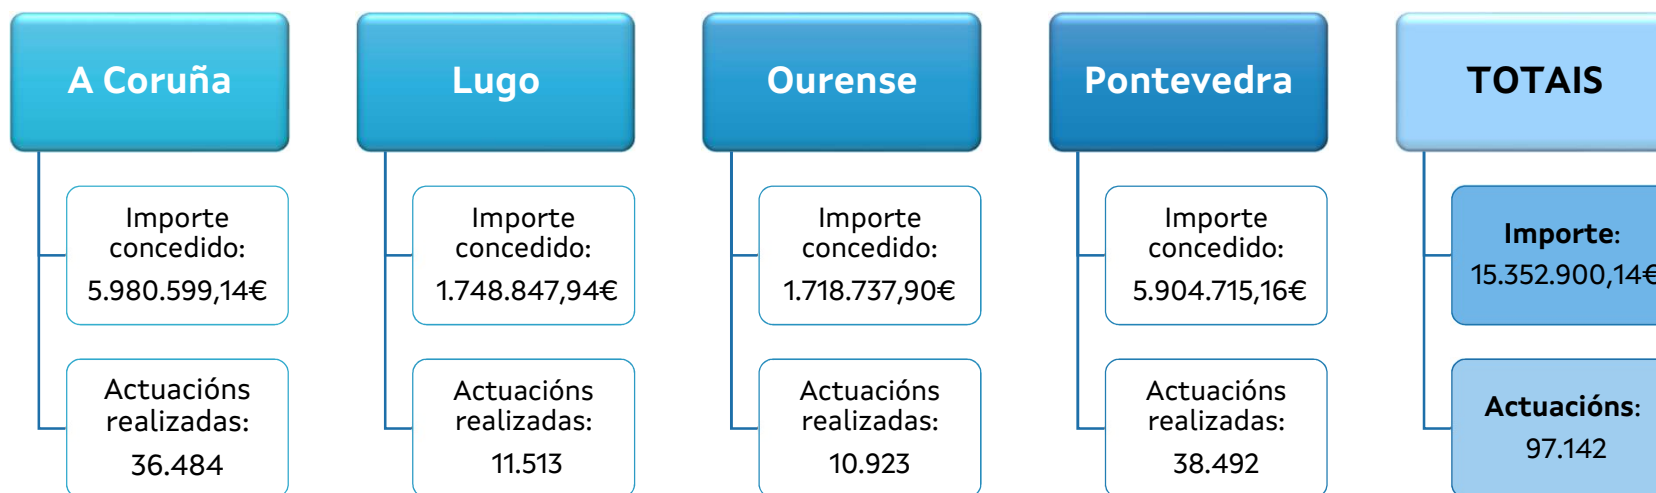 A Coruña
Importe
concedido:
5.980.599,14€
Actuacións
realizadas:
36.484
Lugo
Importe
concedido:
1.748.847,94€
Actuacións
realizadas:
11.513
Ourense
Importe
concedido:
1.718.737,90€
Actuacións
realizadas:
10.923
Pontevedra
Importe
concedido:
5.904.715,16€
Actuacións
realizadas:
38.492
TOTAIS
Importe:
15.352.900,14€
Actuacións:
97.142